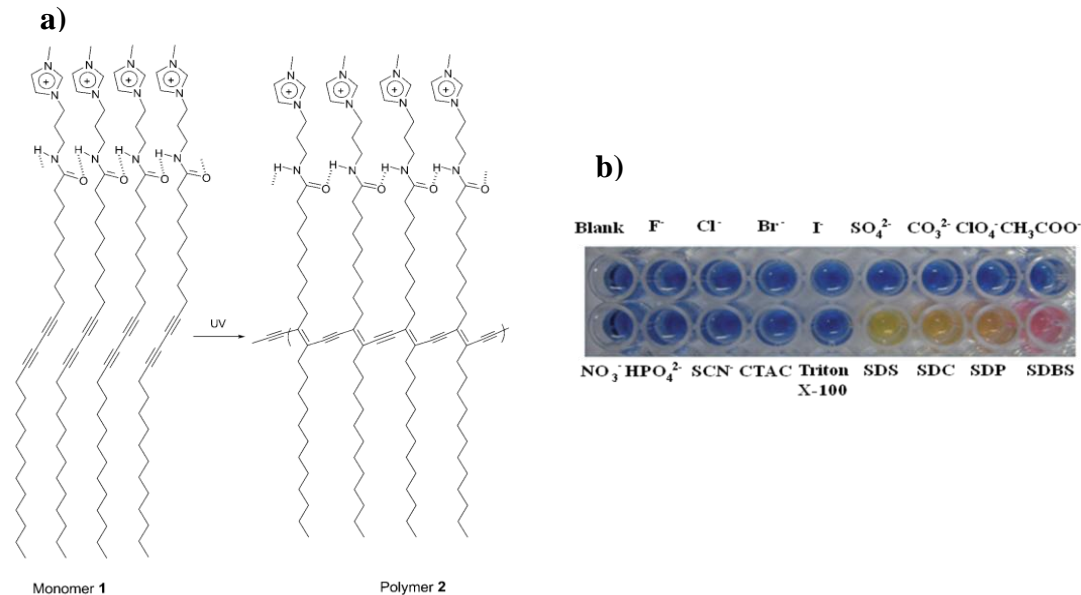 a)
N
N
N
N
+
+
+
+
N
N
N
N
H
N
H
N
H
N
H
N
O
O
O
O
UV
N
N
N
N
+
+
+
+
N
N
N
N
H
N
H
N
H
N
H
N
O
O
O
O
Monomer 1
Polymer 2
b)
Blank F⁻ Cl⁻ Br⁻ I⁻ SO₄²⁻ CO₃²⁻ ClO₄⁻ CH₃COO⁻
NO₃⁻ HPO₄²⁻ SCN⁻ CTAC Triton SDS SDC SDP SDBS
X-100